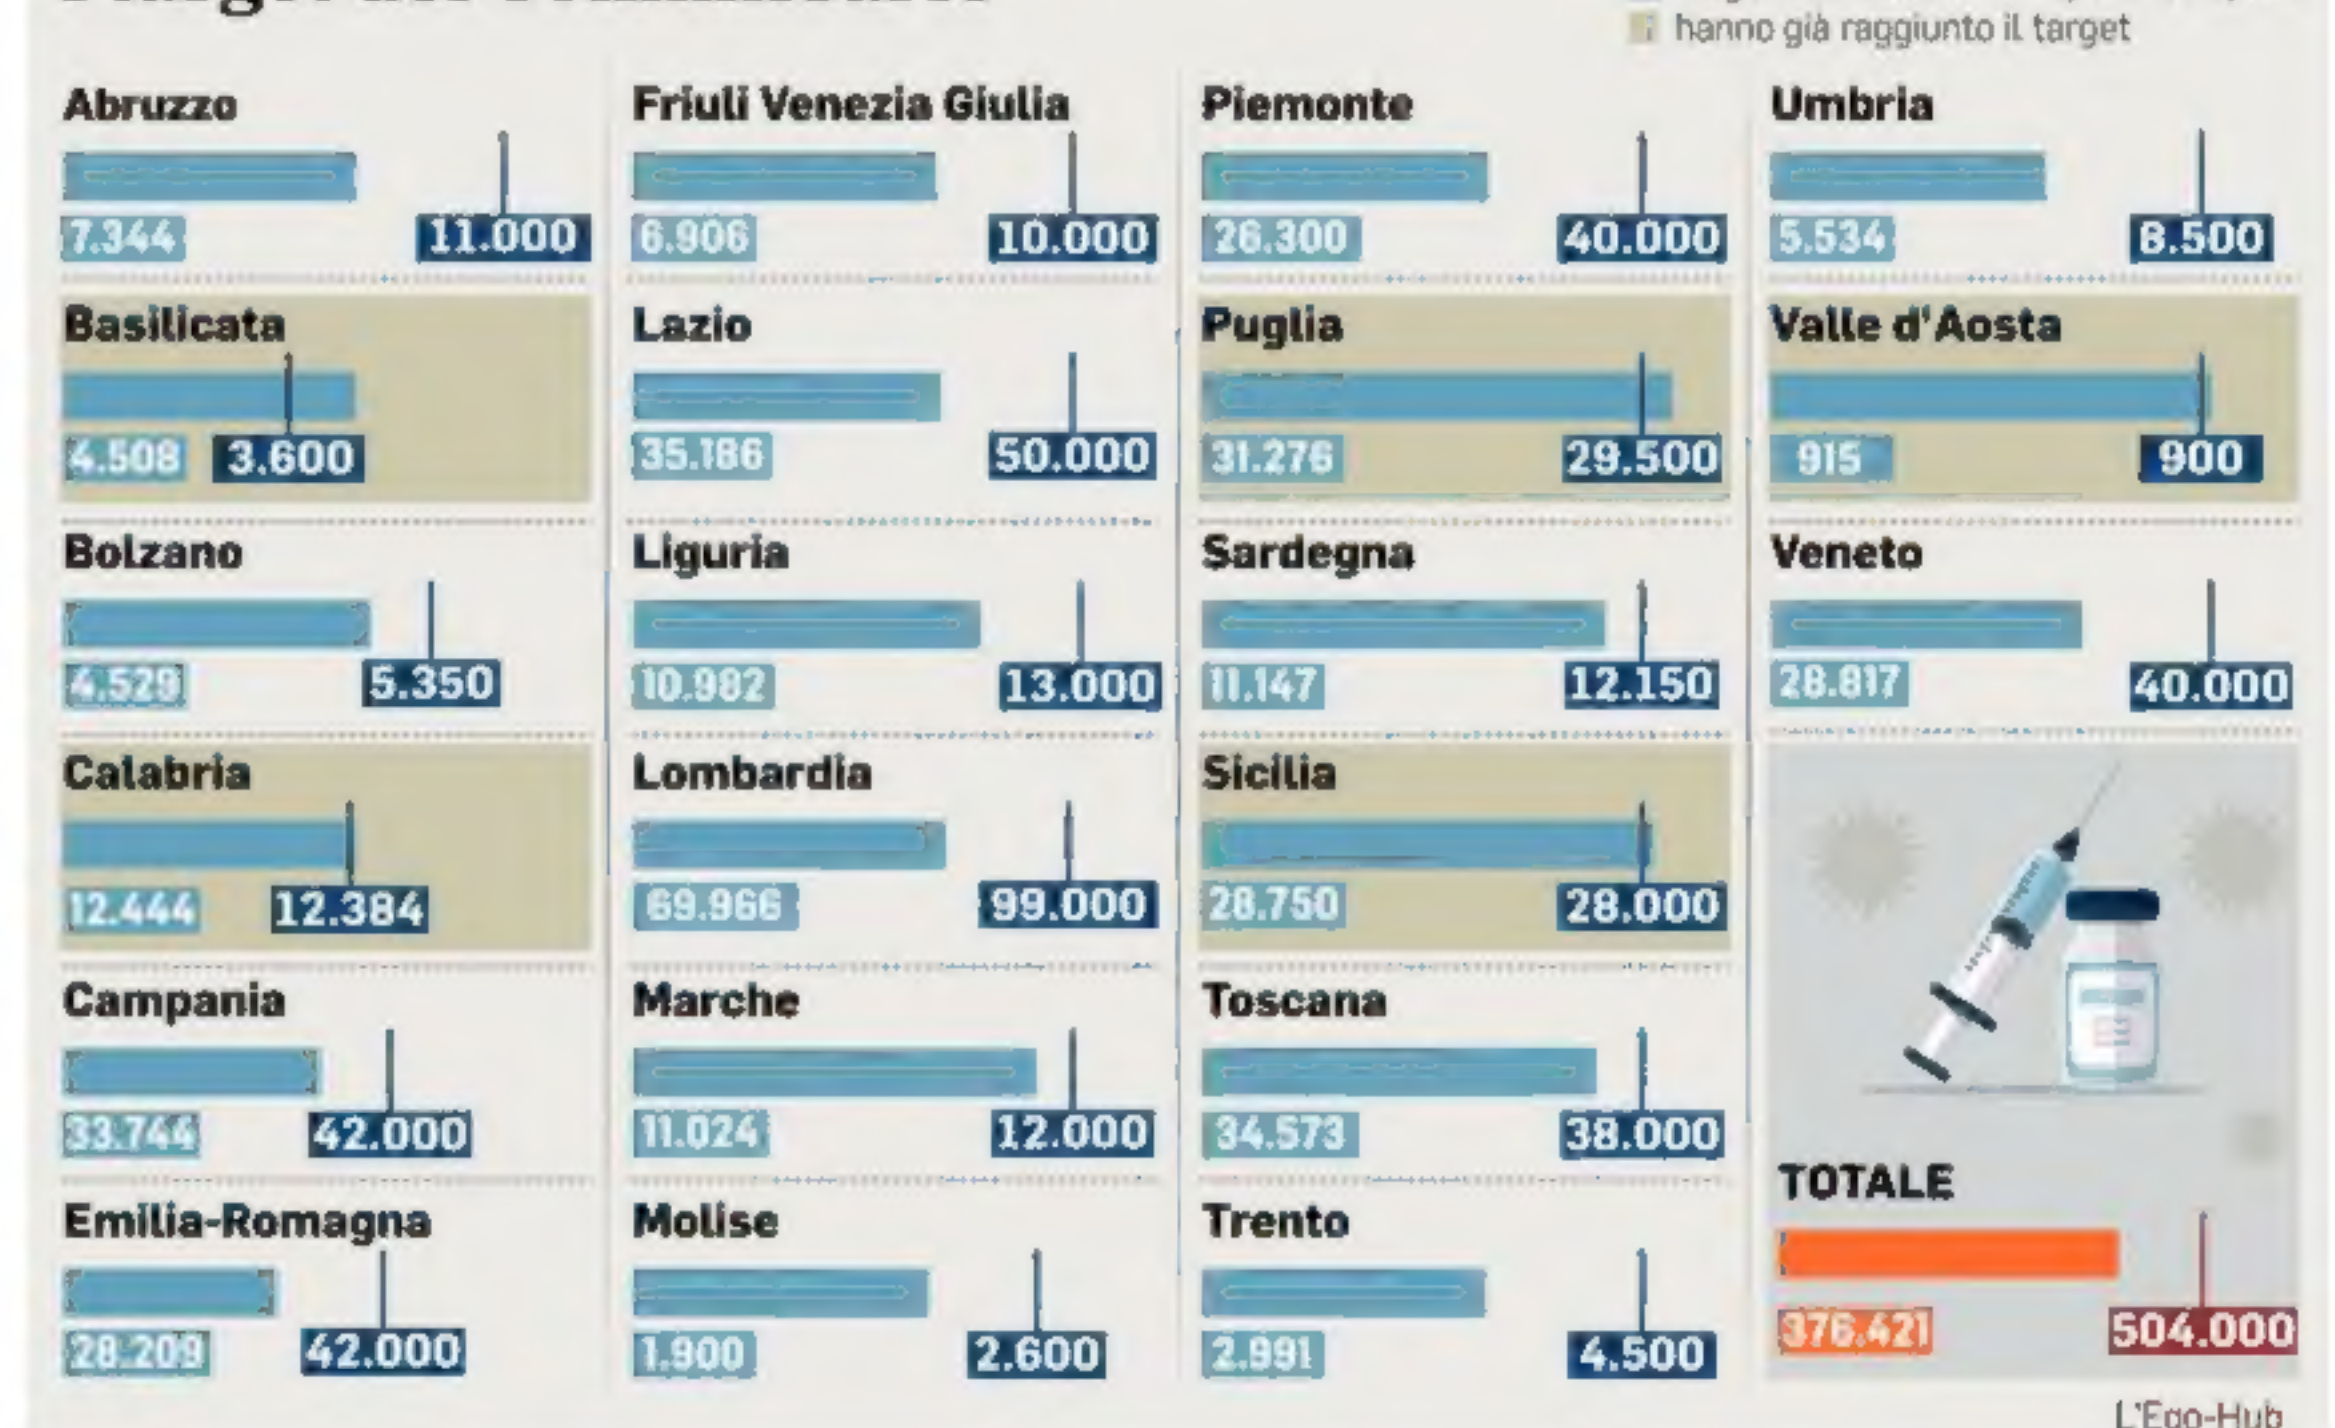 hanno già raggiunto il target
Abruzzo
7.344 11.000
Basilicata
4.508 3.600
Bolzano
4.529 5.350
Calabria
12.444 12.384
Campania
33.744 42.000
Emilia-Romagna
28.209 42.000
Friuli Venezia Giulia
6.906 10.000
Lazio
35.186 50.000
Liguria
10.982 13.000
Lombardia
69.966 99.000
Marche
11.024 12.000
Molise
1.900 2.600
Piemonte
26.300 40.000
Puglia
31.276 29.500
Sardegna
11.147 12.150
Sicilia
28.750 28.000
Toscana
34.573 38.000
Trento
2.991 4.500
Umbria
5.534 8.500
Valle d'Aosta
915 900
Veneto
28.817 40.000
TOTALE
376.421 504.000
L'Ego-Hub